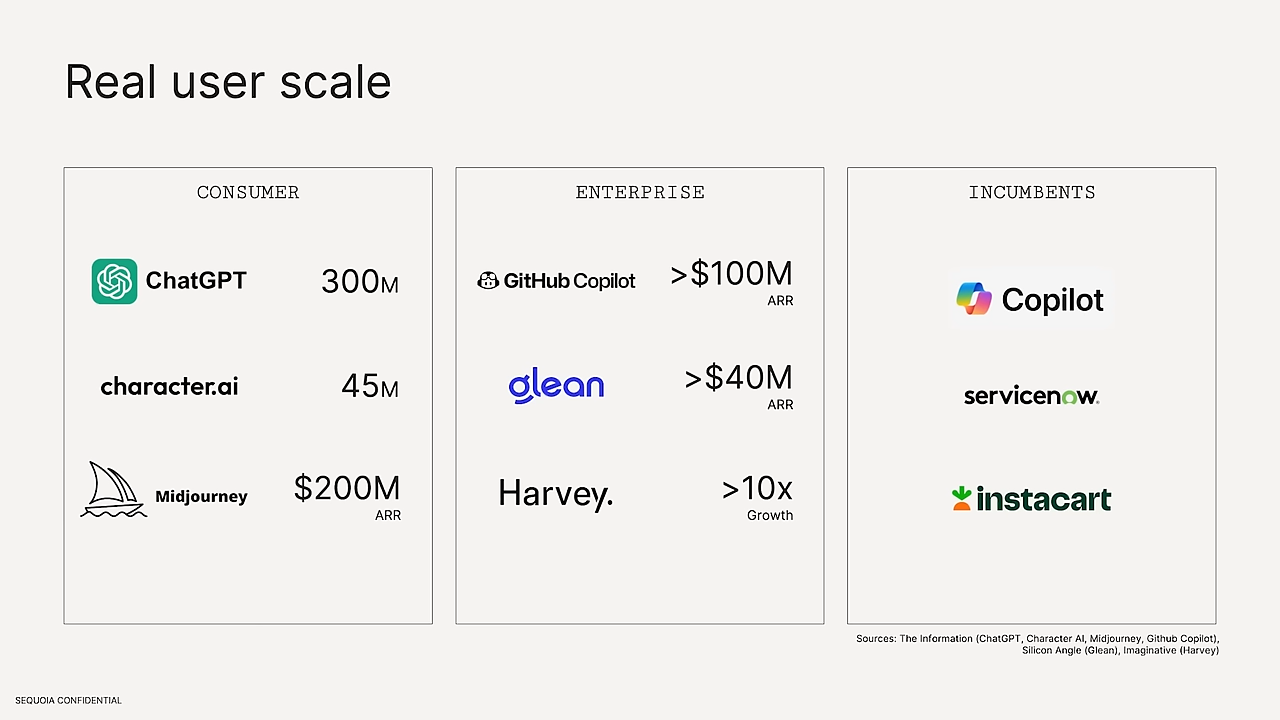 Real user scale
CONSUMER
ChatGPT 300M
character.ai 45M
Midjourney $200M
ARR
ENTERPRISE
GitHub Copilot >$100M
ARR
glean >$40M
ARR
Harvey. >10x
Growth
INCUMBENTS
Copilot
servicenow.
instacart
Sources: The Information (ChatGPT, Character AI, Midjourney, Github Copilot),
Silicon Angle (Glean), Imaginative (Harvey)
SEQUOIA CONFIDENTIAL